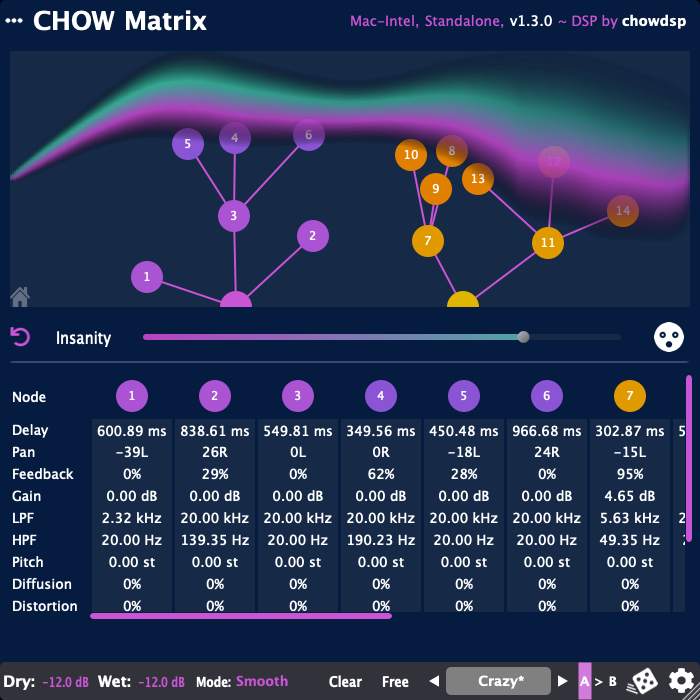 ••• CHOW Matrix Mac-Intel, Standalone, v1.3.0 ~ DSP by chowdsp
5 4 6 10 8 12
9 13
3 14
2 7 11
1
Insanity
Node 1 2 3 4 5 6 7
Delay 600.89 ms 838.61 ms 549.81 ms 349.56 ms 450.48 ms 966.68 ms 302.87 ms 5
Pan -39L 26R 0L 0R -18L 24R -15L
Feedback 0% 29% 0% 62% 28% 0% 95%
Gain 0.00 dB 0.00 dB 0.00 dB 0.00 dB 0.00 dB 0.00 dB 4.65 dB
LPF 2.32 kHz 20.00 kHz 20.00 kHz 20.00 kHz 20.00 kHz 20.00 kHz 5.63 kHz 2
HPF 20.00 Hz 139.35 Hz 20.00 Hz 190.23 Hz 20.00 Hz 20.00 Hz 49.35 Hz
Pitch 0.00 st 0.00 st 0.00 st 0.00 st 0.00 st 0.00 st 0.00 st
Diffusion 0% 0% 0% 0% 0% 0% 0%
Distortion 0% 0% 0% 0% 0% 0% 0%
Dry: -12.0 dB Wet: -12.0 dB Mode: Smooth Clear Free Crazy* A > B